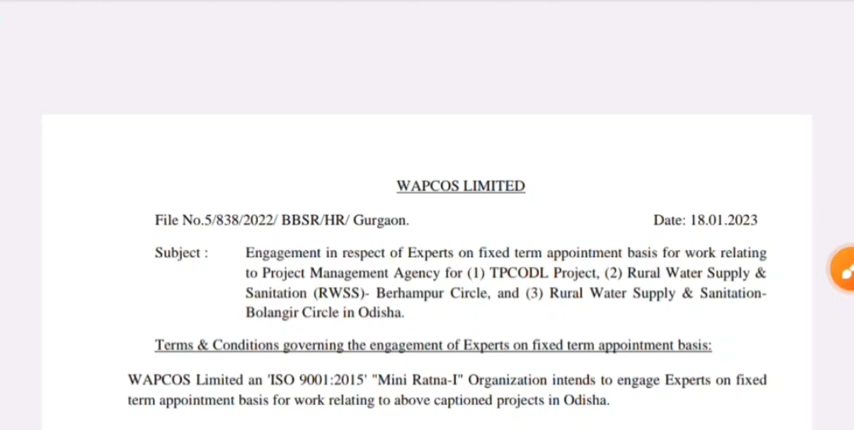 WAPCOS LIMITED
File No.5/838/2022/ BBSR/HR/ Gurgaon. Date: 18.01.2023
Subject : Engagement in respect of Experts on fixed term appointment basis for work relating
to Project Management Agency for (1) TPCODL Project, (2) Rural Water Supply &
Sanitation (RWSS)- Berhampur Circle, and (3) Rural Water Supply & Sanitation-
Bolangir Circle in Odisha.
Terms & Conditions governing the engagement of Experts on fixed term appointment basis:
WAPCOS Limited an 'ISO 9001:2015' "Mini Ratna-I" Organization intends to engage Experts on fixed
term appointment basis for work relating to above captioned projects in Odisha.